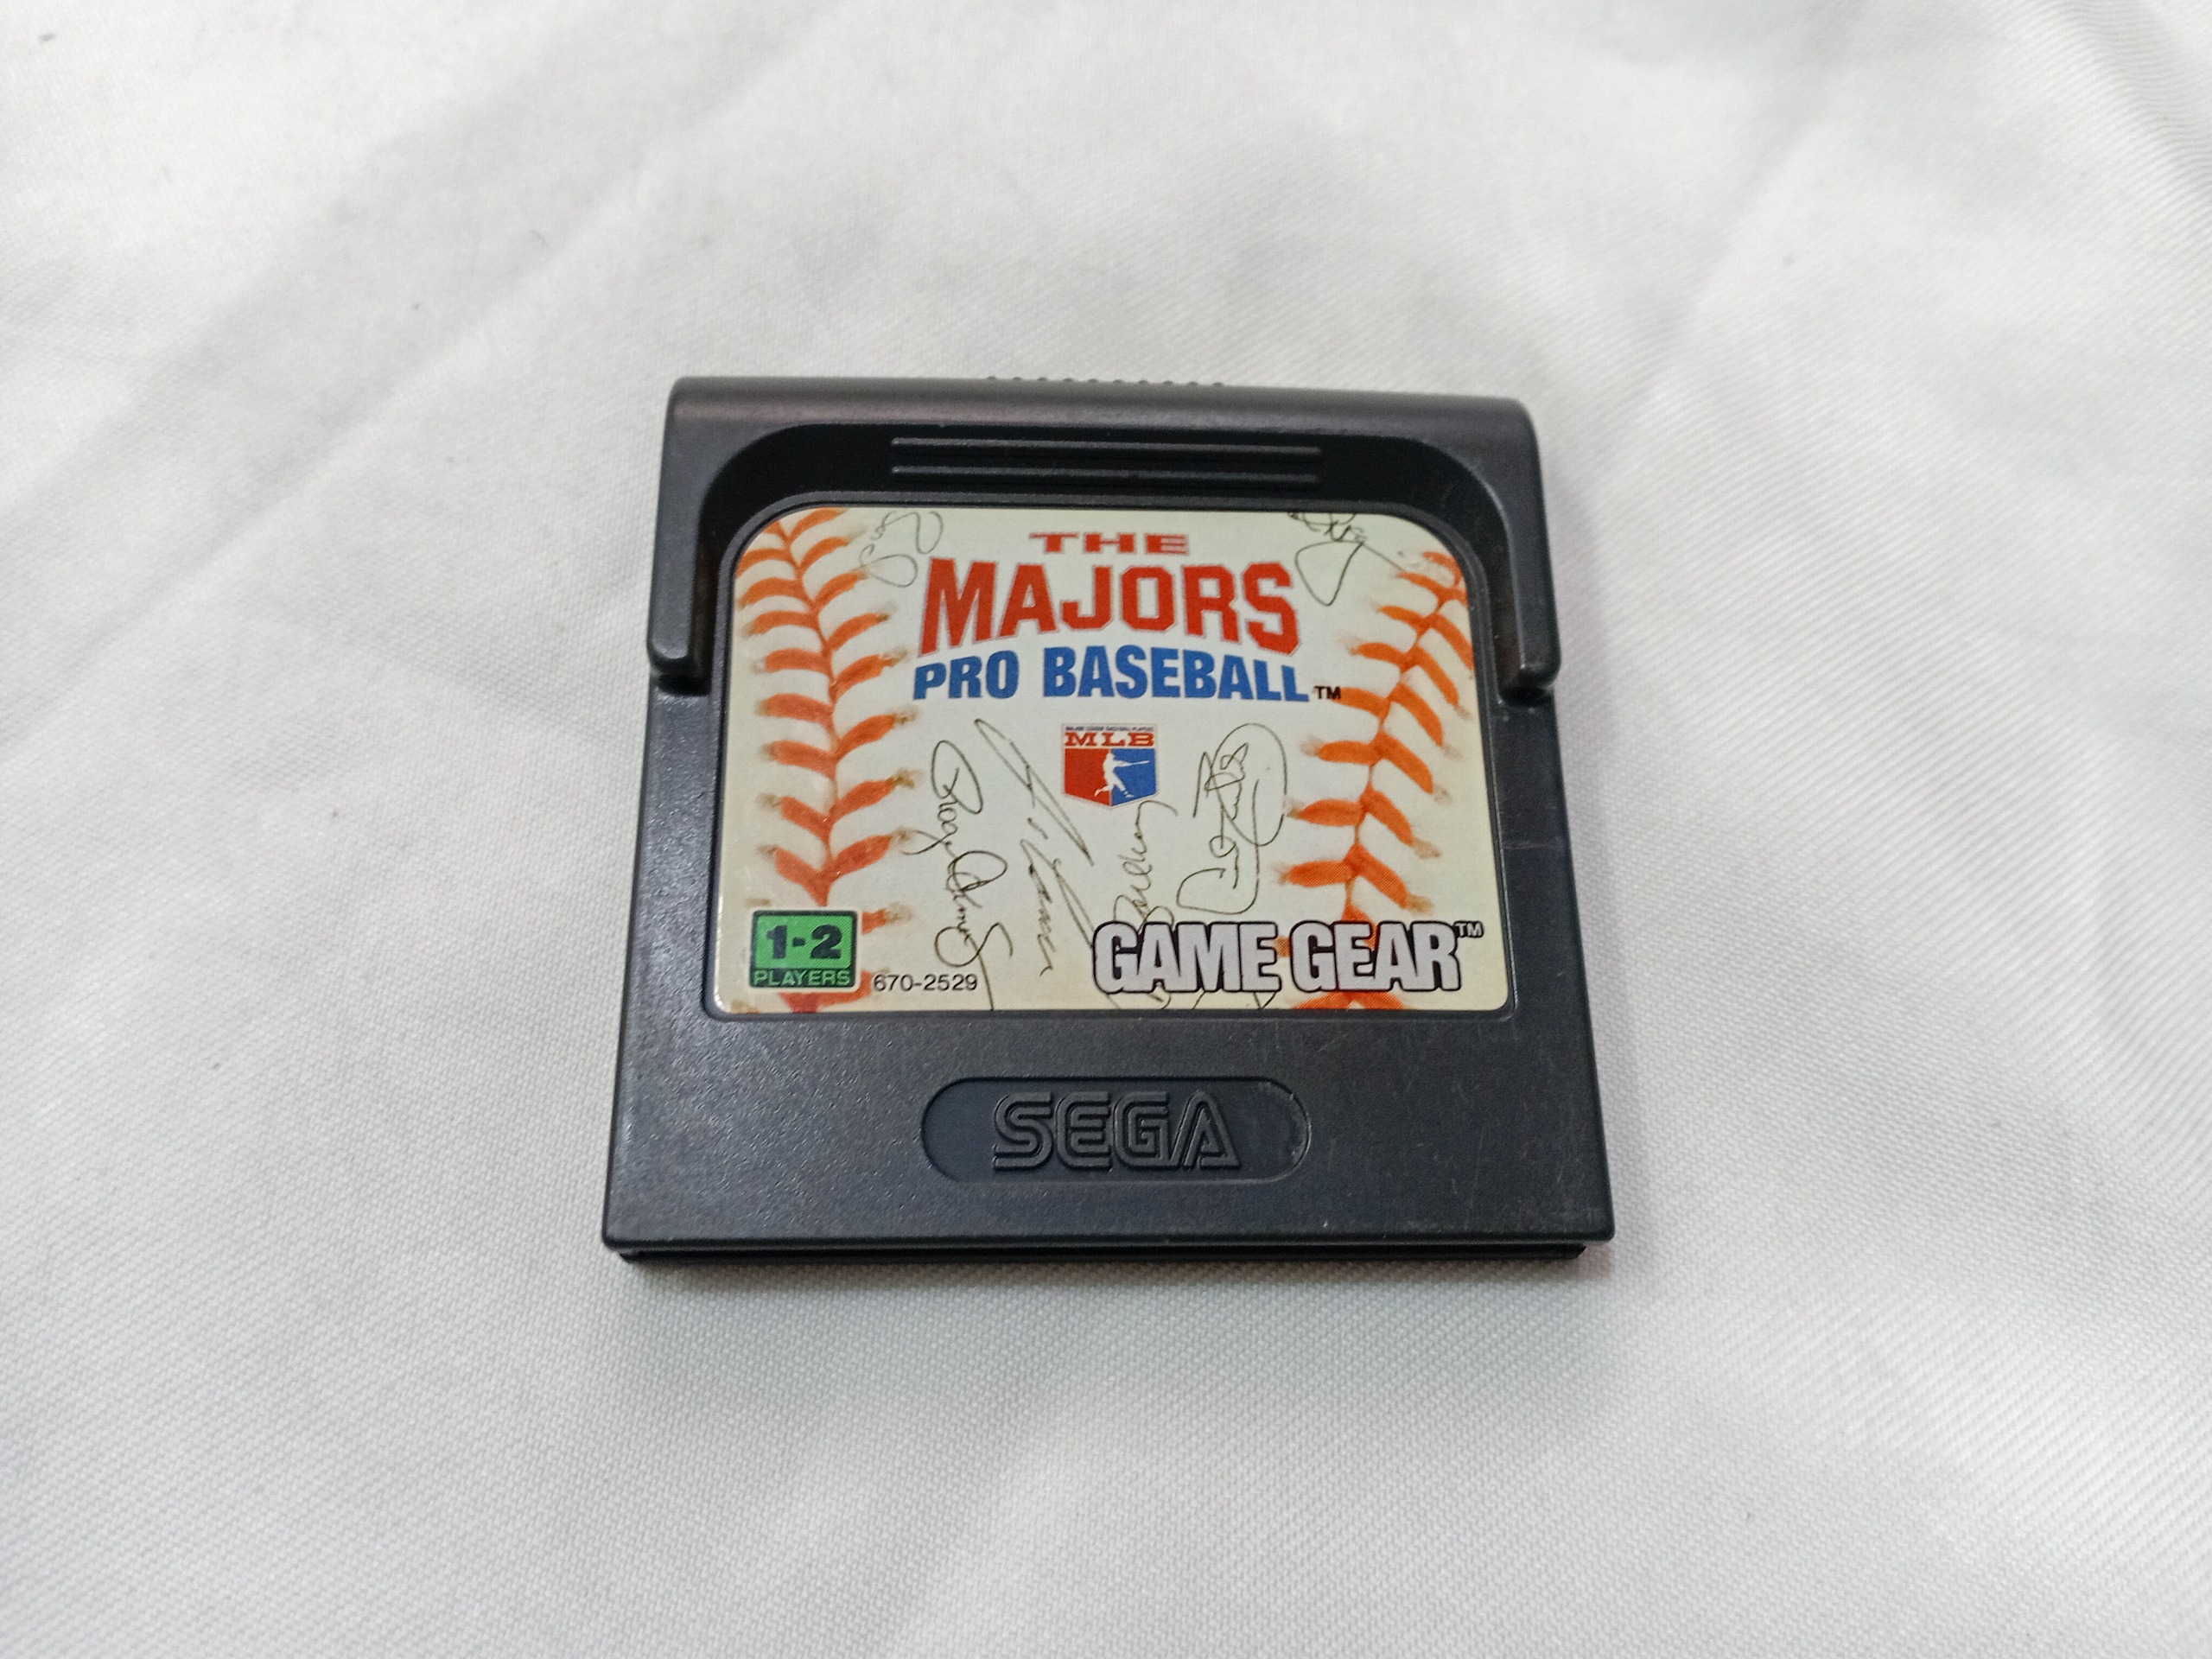 THE
MAJORS
PRO BASEBALL™
MLB
1-2
PLAYERS
670-2529
GAME GEAR™
SEGA